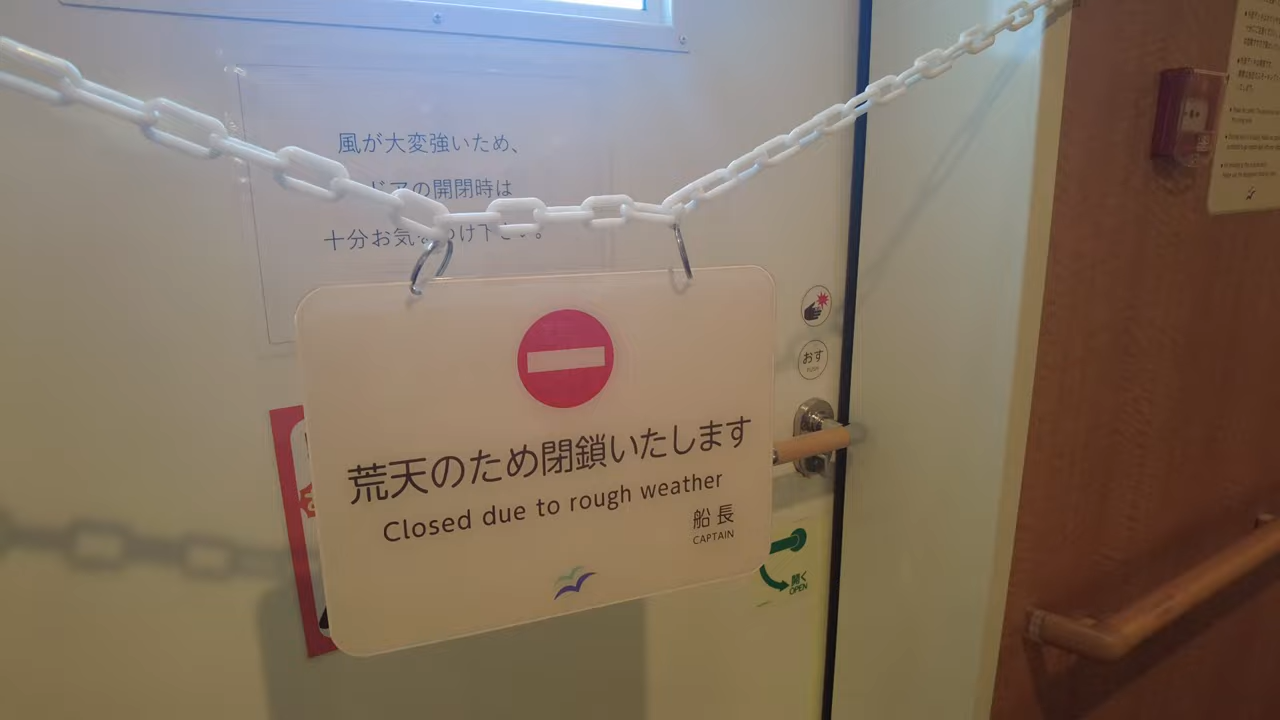 風が大変強いため、
ドアの開閉時は
十分お気をつけ下さい。
荒天のため閉鎖いたします
Closed due to rough weather
船長
CAPTAIN
おす
PUSH
開く
OPEN